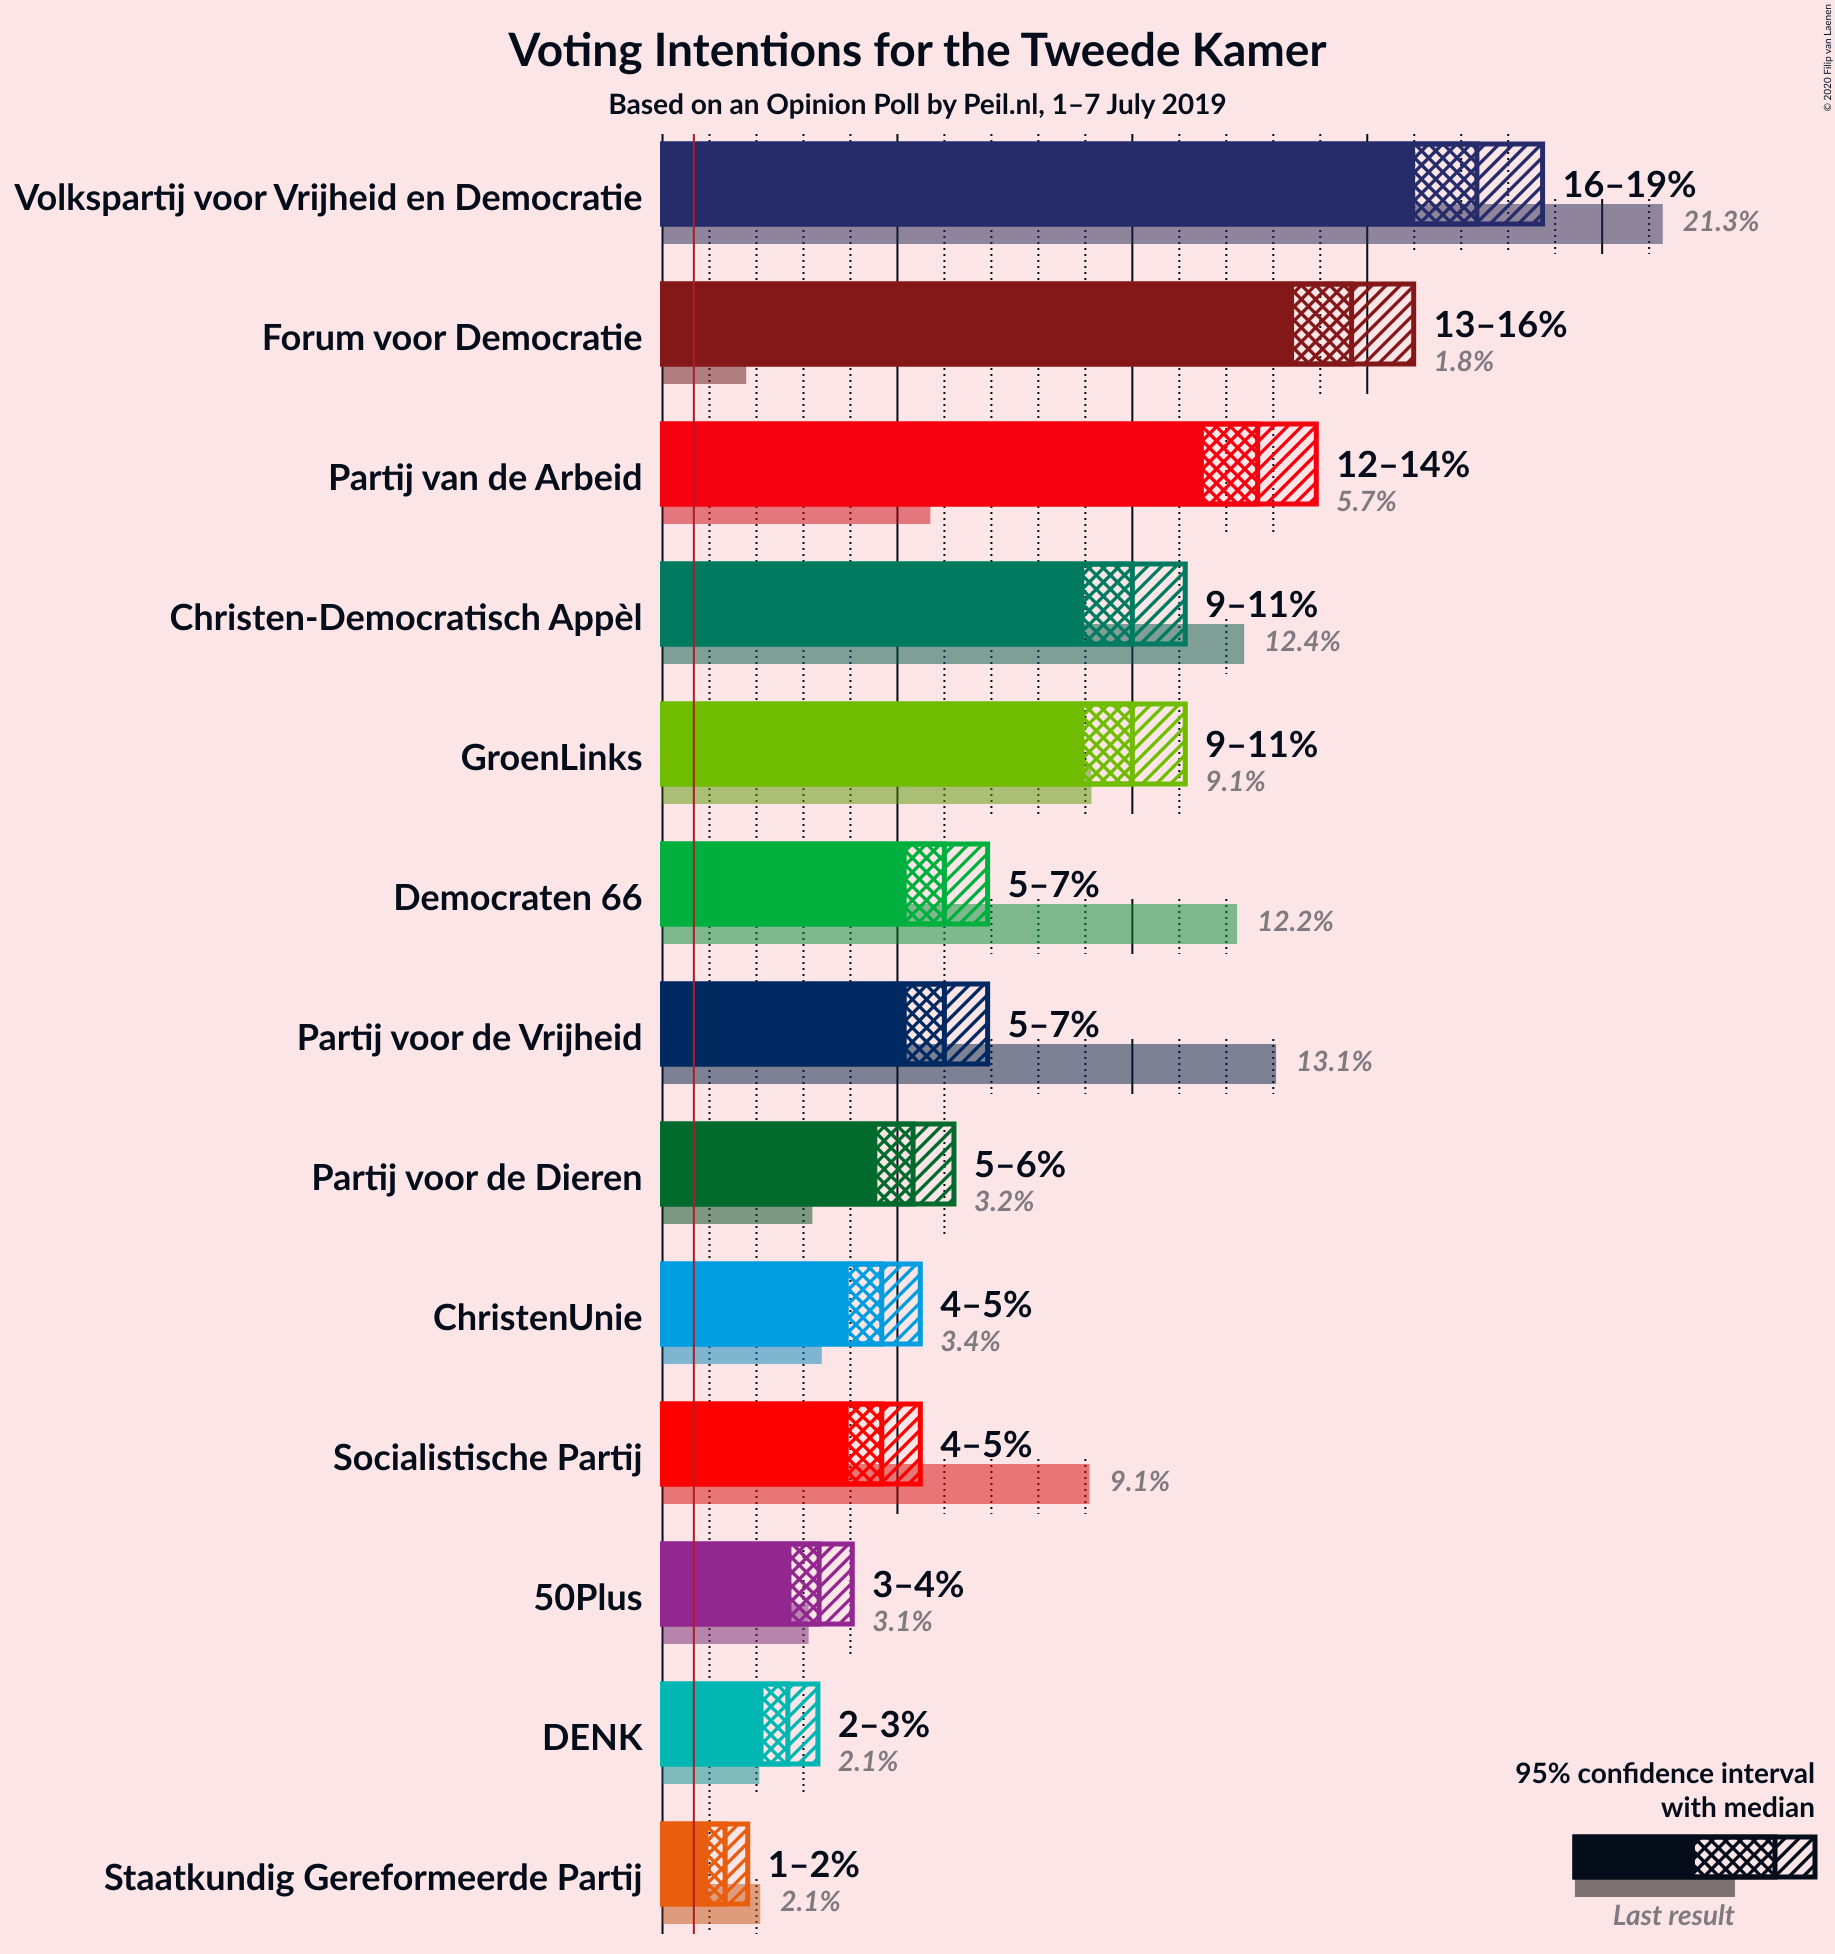 Voting Intentions for the Tweede Kamer
Based on an Opinion Poll by Peil.nl, 1–7 July 2019
© 2020 Filip van Laenen
Volkspartij voor Vrijheid en Democratie
16–19%
21.3%
Forum voor Democratie
13–16%
1.8%
Partij van de Arbeid
12–14%
5.7%
Christen-Democratisch Appèl
9–11%
12.4%
GroenLinks
9–11%
9.1%
Democraten 66
5–7%
12.2%
Partij voor de Vrijheid
5–7%
13.1%
Partij voor de Dieren
5–6%
3.2%
ChristenUnie
4–5%
3.4%
Socialistische Partij
4–5%
9.1%
50Plus
3–4%
3.1%
DENK
2–3%
2.1%
Staatkundig Gereformeerde Partij
1–2%
2.1%
95% confidence interval
with median
Last result